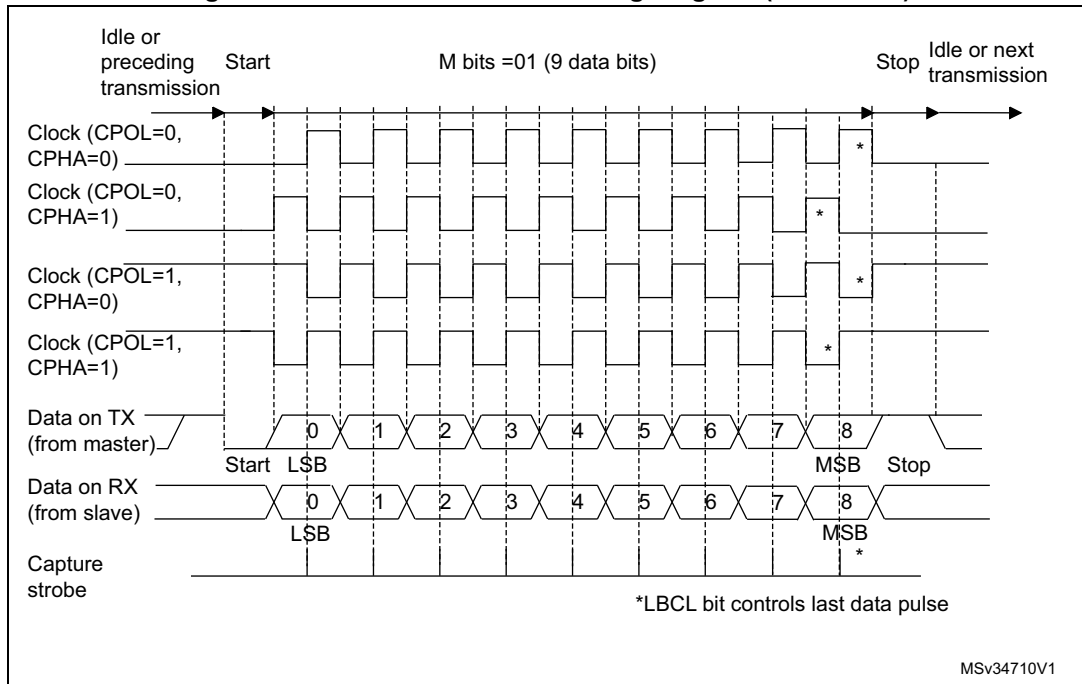 Idle or
preceding
transmission
Start
M bits =01 (9 data bits)
Stop
Idle or next
transmission
Clock (CPOL=0,
CPHA=0)
*
Clock (CPOL=0,
CPHA=1)
*
Clock (CPOL=1,
CPHA=0)
*
Clock (CPOL=1,
CPHA=1)
*
Data on TX
(from master)
0 1 2 3 4 5 6 7 8
Start LSB MSB Stop
Data on RX
(from slave)
0 1 2 3 4 5 6 7 8
LSB MSB
Capture
strobe
*
*LBCL bit controls last data pulse
MSv34710V1